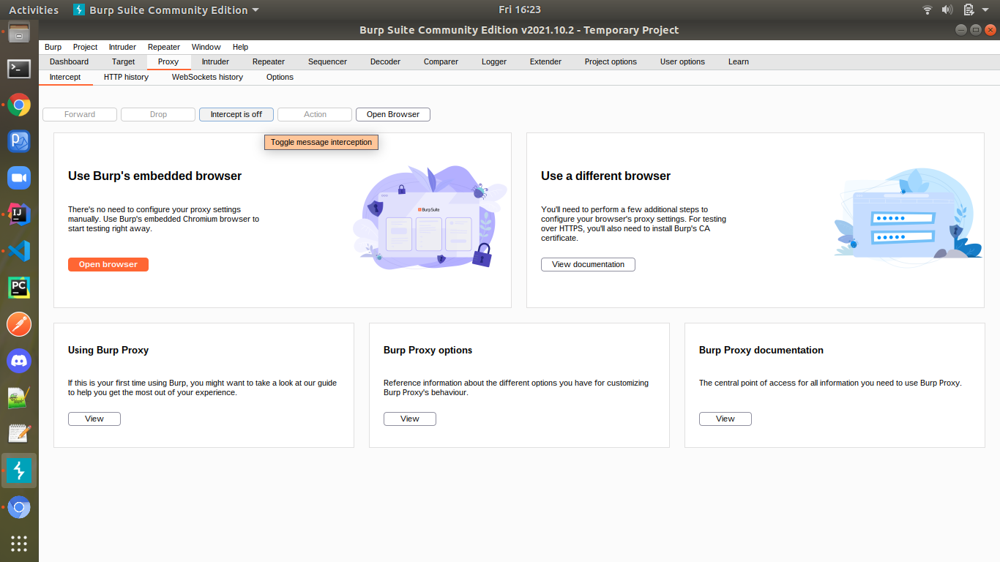 Activities
Burp Suite Community Edition
Fri 16:23
Burp Suite Community Edition v2021.10.2 - Temporary Project
Burp Project Intruder Repeater Window Help
Dashboard Target Proxy Intruder Repeater Sequencer Decoder Comparer Logger Extender Project options User options Learn
Intercept HTTP history WebSockets history Options
Forward Drop Intercept is off Action Open Browser
Toggle message interception
Use Burp's embedded browser
There's no need to configure your proxy settings
manually. Use Burp's embedded Chromium browser to
start testing right away.
Open browser
BurpSuite
Use a different browser
You'll need to perform a few additional steps to
configure your browser's proxy settings. For testing
over HTTPS, you'll also need to install Burp's CA
certificate.
View documentation
Using Burp Proxy
If this is your first time using Burp, you might want to take a look at our guide
to help you get the most out of your experience.
View
Burp Proxy options
Reference information about the different options you have for customizing
Burp Proxy's behaviour.
View
Burp Proxy documentation
The central point of access for all information you need to use Burp Proxy.
View
IJ
PC